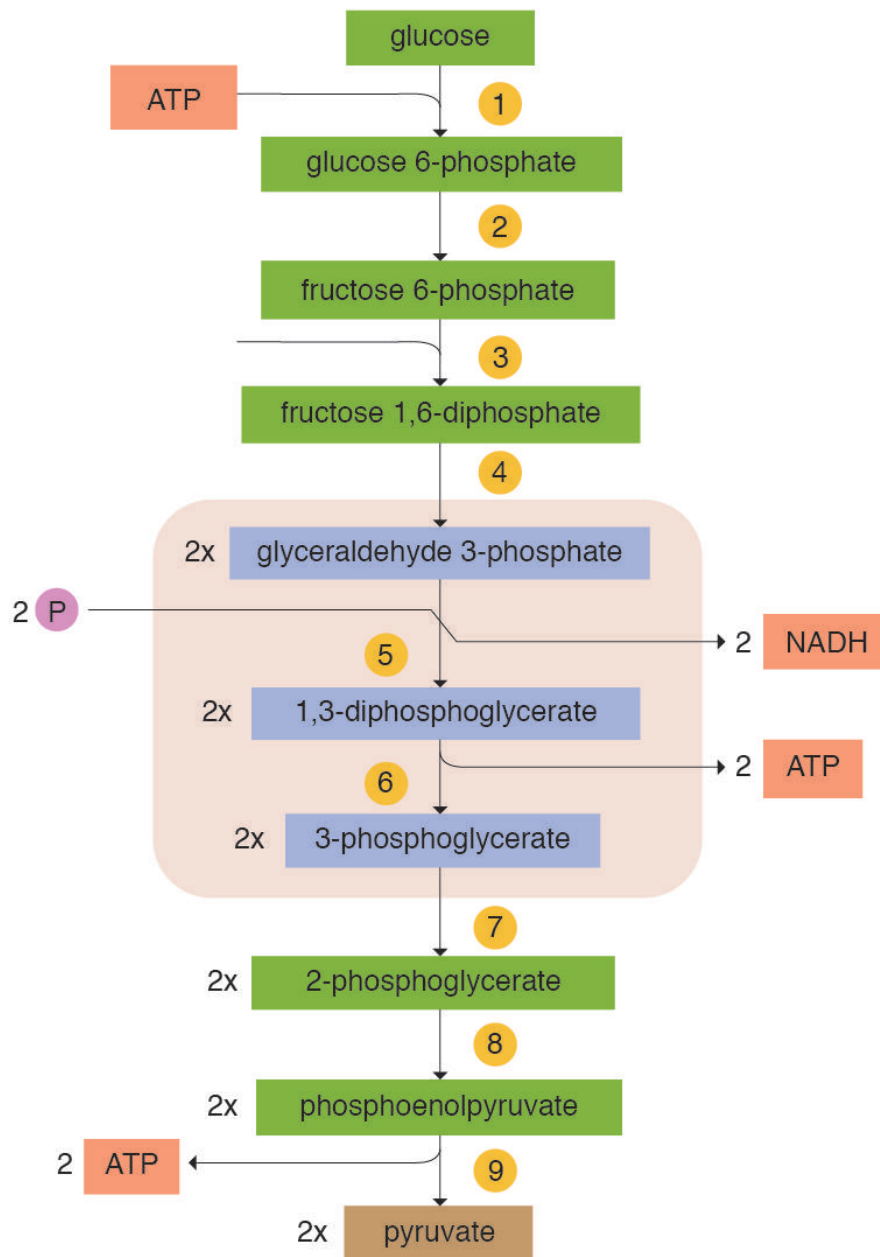 glucose
ATP
1
glucose 6-phosphate
2
fructose 6-phosphate
3
fructose 1,6-diphosphate
4
2x glyceraldehyde 3-phosphate
2 P
2 NADH
5
2x 1,3-diphosphoglycerate
2 ATP
6
2x 3-phosphoglycerate
7
2x 2-phosphoglycerate
8
2x phosphoenolpyruvate
2 ATP
9
2x pyruvate